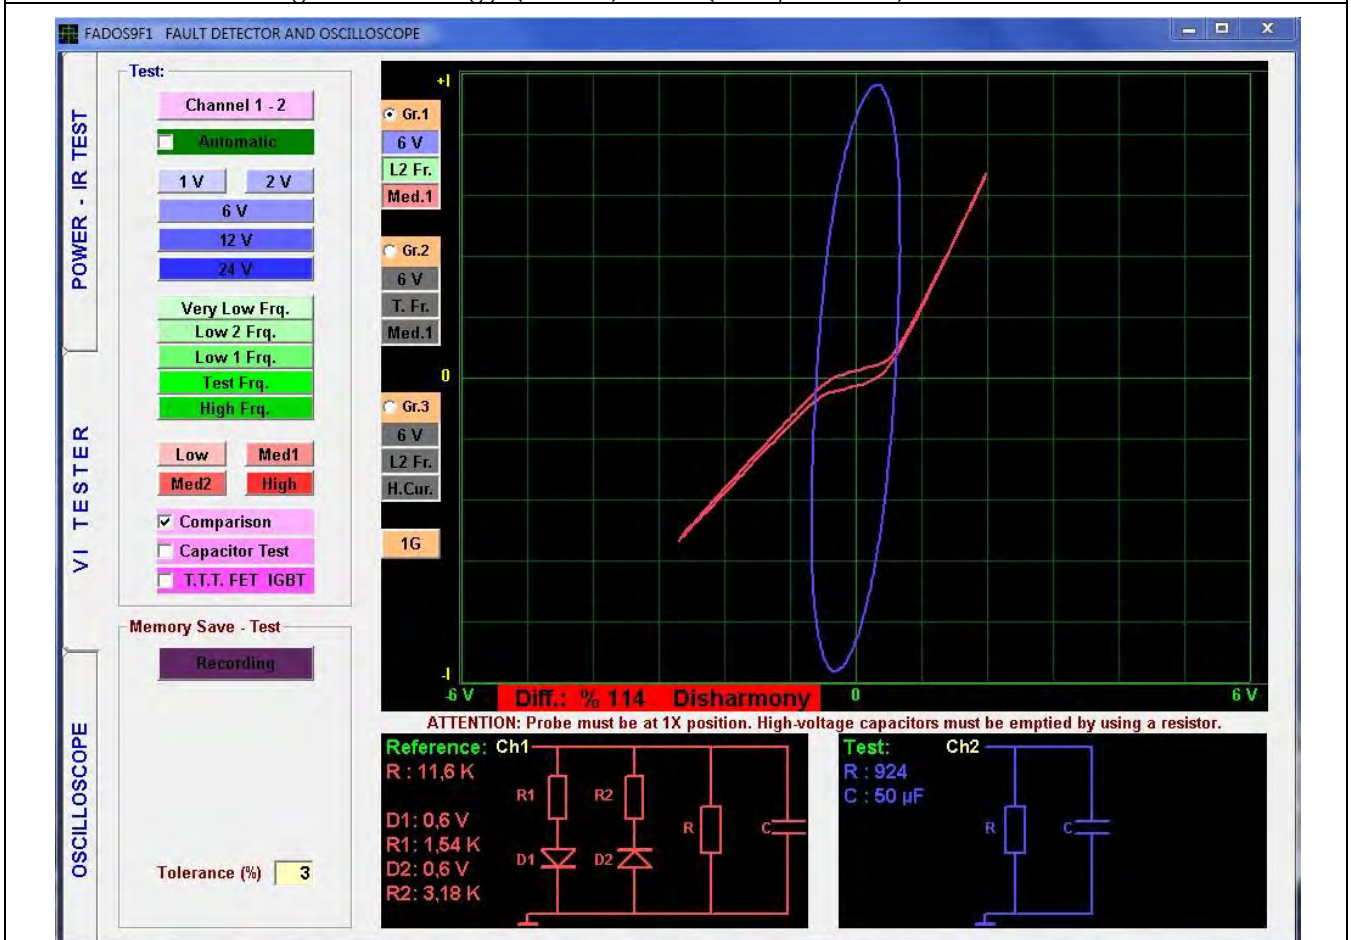 FADOS9F1 FAULT DETECTOR AND OSCILLOSCOPE
POWER - IR TEST
VI TESTER
OSCILLOSCOPE
Test:
Channel 1 - 2
Automatic
1 V 2 V
6 V
12 V
24 V
Very Low Frq.
Low 2 Frq.
Low 1 Frq.
Test Frq.
High Frq.
Low Med1
Med2 High
Comparison
Capacitor Test
T.T.T. FET IGBT
Memory Save - Test
Recording
Tolerance (%) 3
Gr.1
6 V
L2 Fr.
Med.1
Gr.2
6 V
T. Fr.
Med.1
Gr.3
6 V
L2 Fr.
H.Cur.
1G
+I
0
-I
-6 V 0 6 V
Diff.: % 114 Disharmony
ATTENTION: Probe must be at 1X position. High-voltage capacitors must be emptied by using a resistor.
Reference: Ch1
R : 11,6 K
D1: 0,6 V
R1: 1,54 K
D2: 0,6 V
R2: 3,18 K
R1 R2 R C
D1 D2
Test: Ch2
R : 924
C : 50 µF
R C